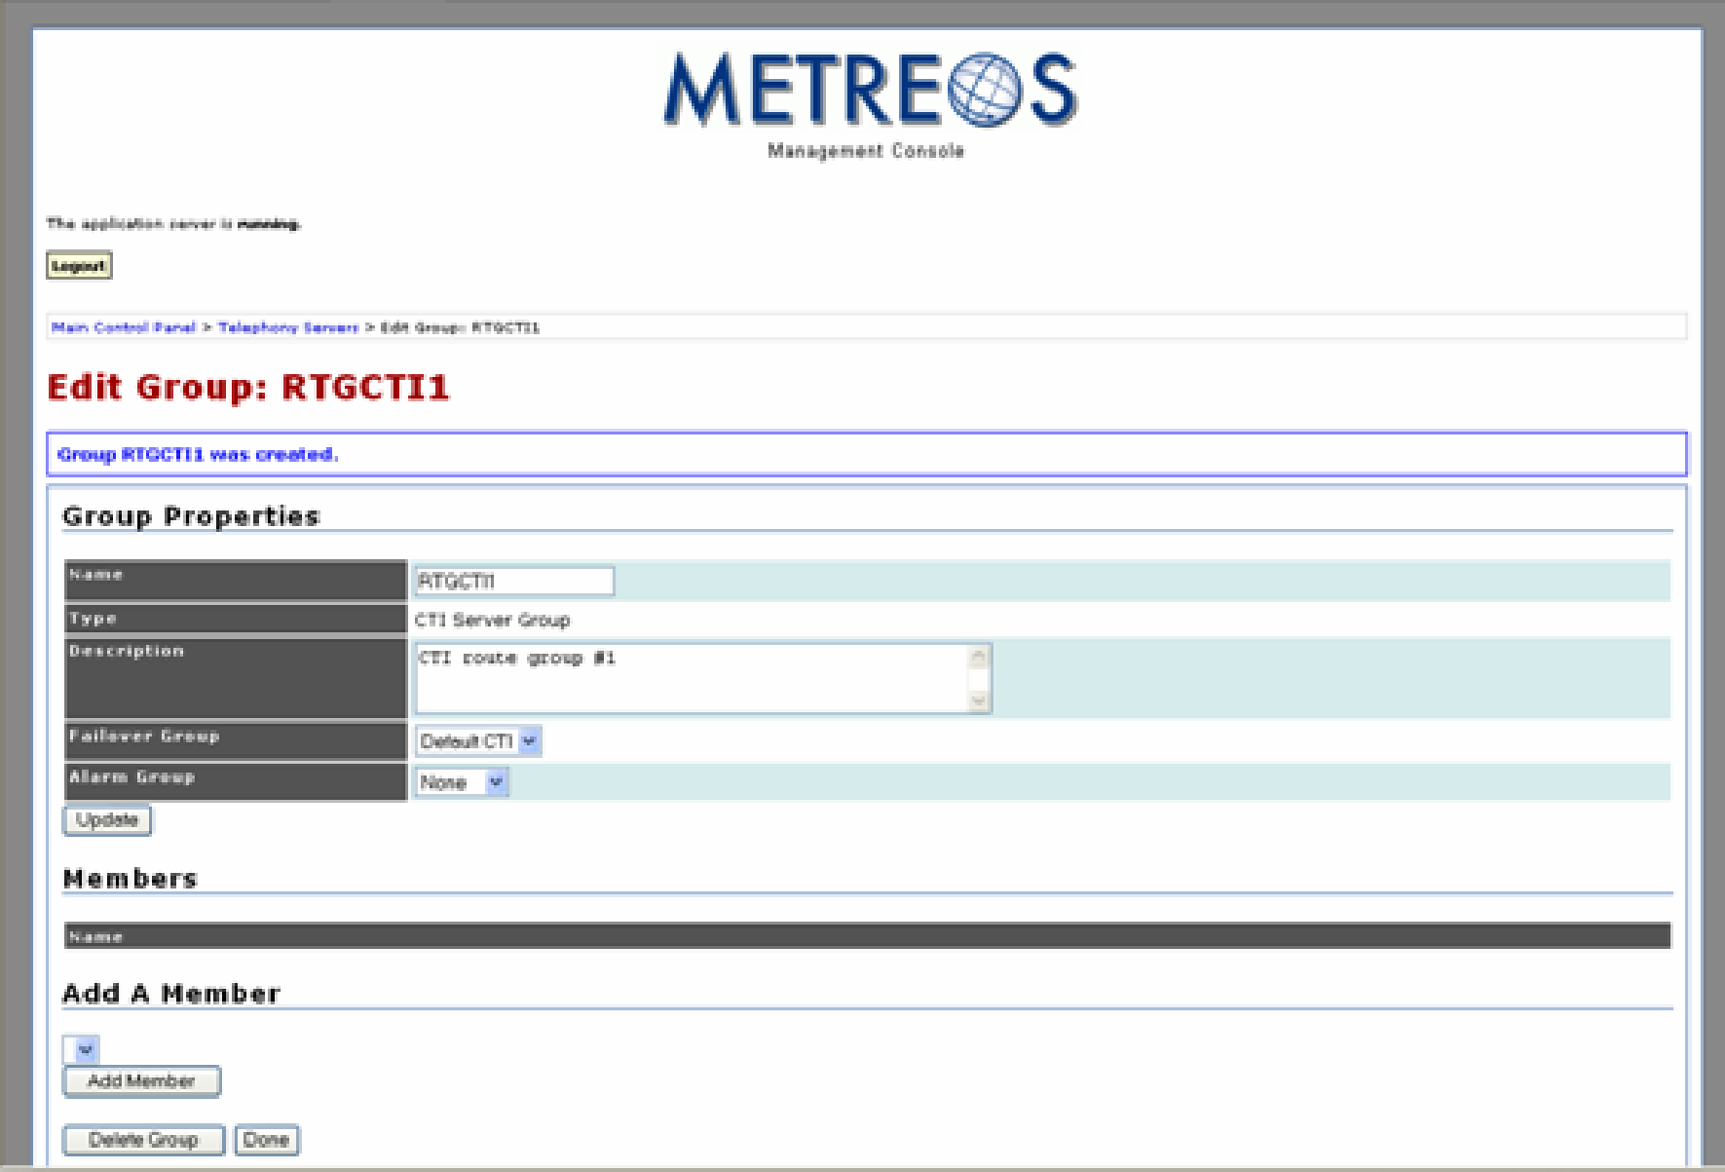 METREOS
Management Console
The application server is running.
Logout
Main Control Panel > Telephony Servers > Edit Group: RTGCTI1
Edit Group: RTGCTI1
Group RTGCTI1 was created.
Group Properties
Name RTGCTI1
Type CTI Server Group
Description CTI route group #1
Failover Group Default CTI
Alarm Group None
Update
Members
Name
Add A Member
Add Member
Delete Group Done